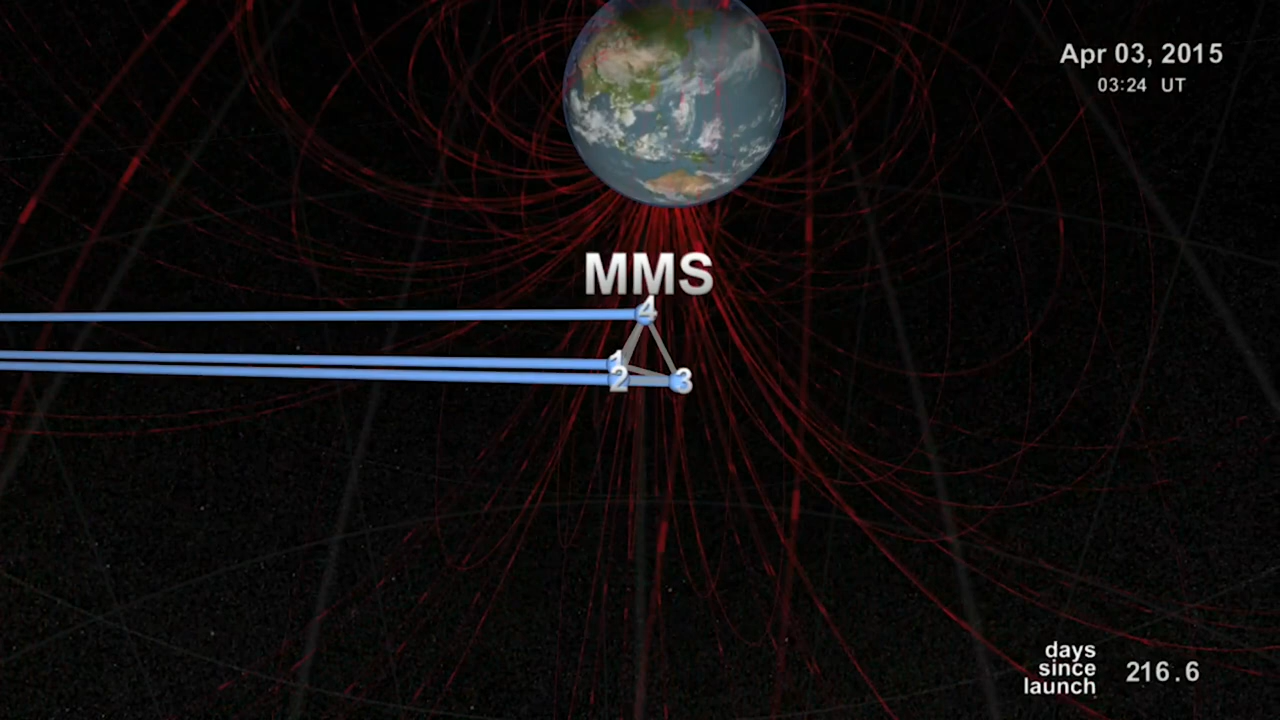 Apr 03, 2015
03:24 UT
MMS
4
1
2
3
days
since
launch
216.6